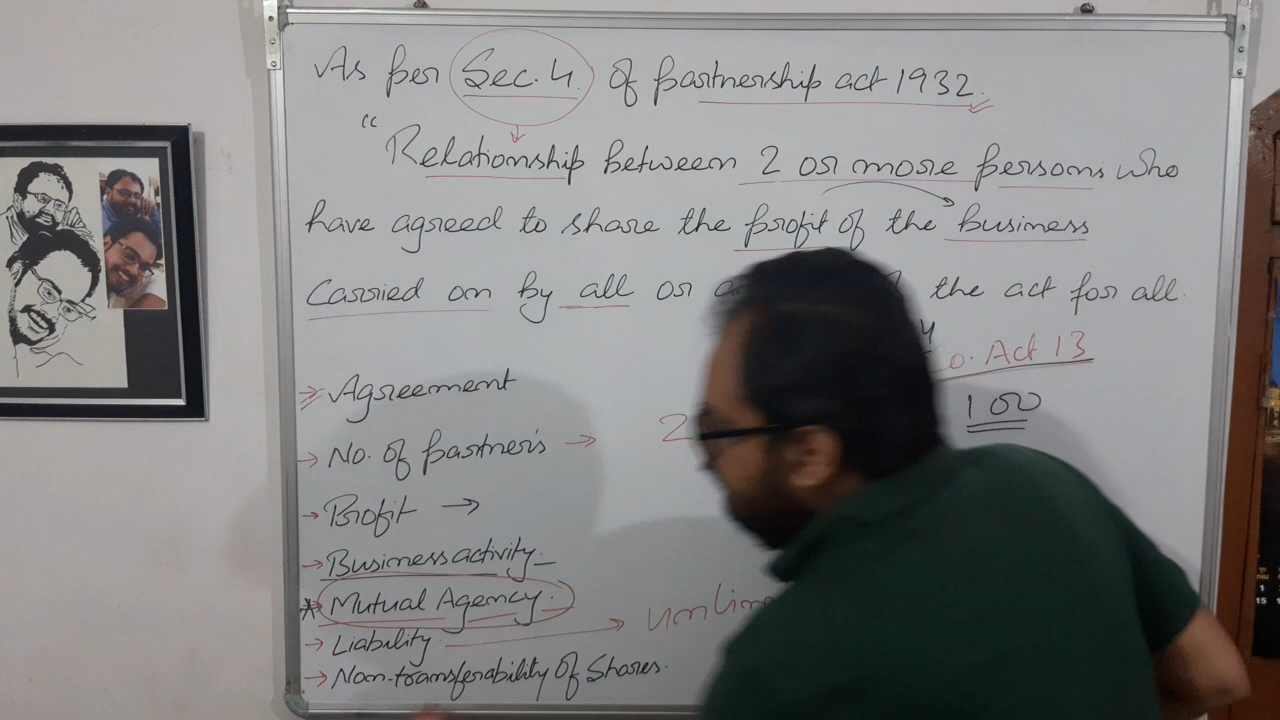 As per Sec. 4. of partnership act 1932.
"Relationship between 2 or more persons who
have agreed to share the profit of the business
Carried on by all or the act for all.
o. Act 13
Agreement
100
No. of partner's → 2
Profit →
Business activity.
Mutual Agency.
Liability →
Non-transferability of Shares.